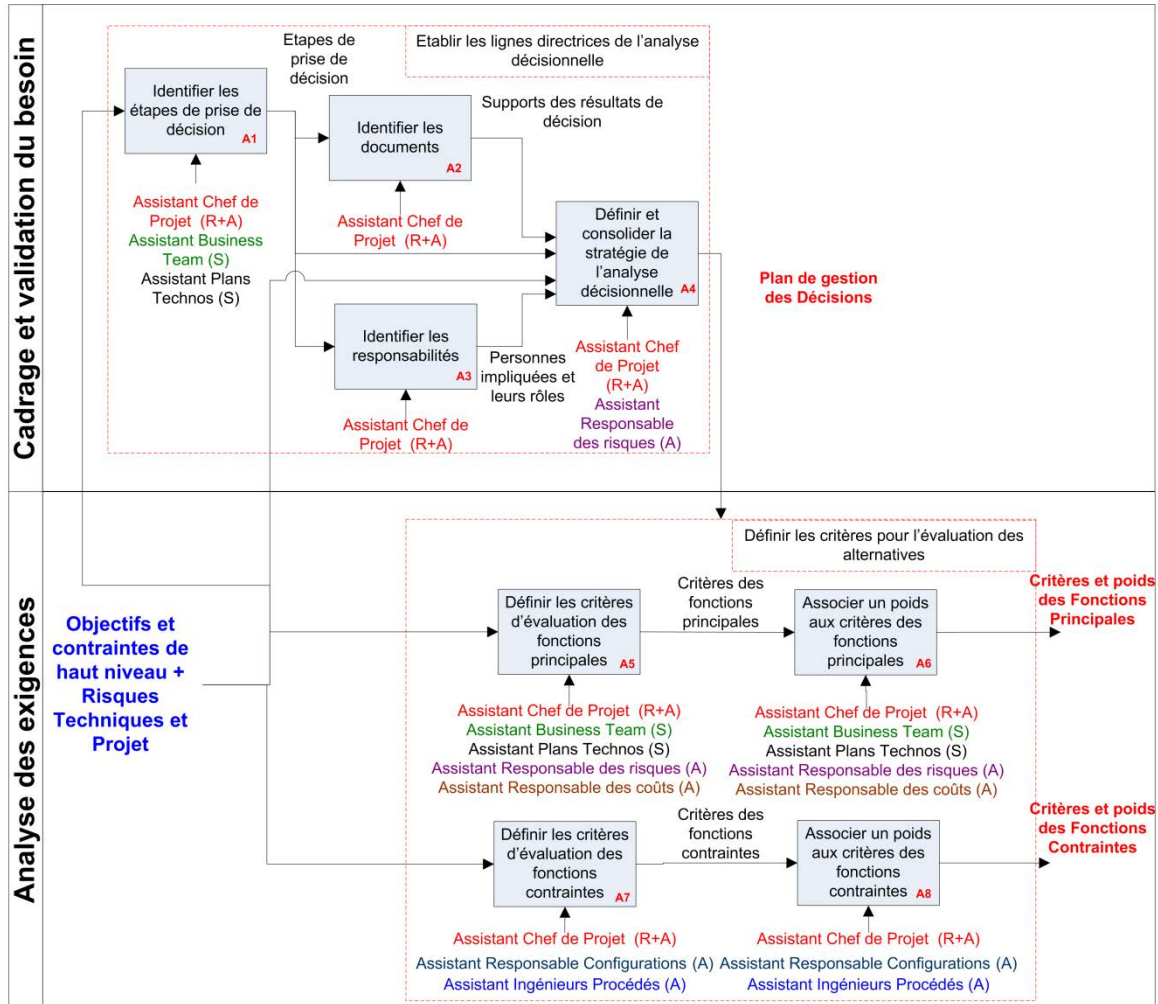 Cadrage et validation du besoin
Etablir les lignes directrices de l'analyse
décisionnelle
Etapes de
prise de
décision
Identifier les
étapes de prise de
décision
A1
Assistant Chef de
Projet (R+A)
Assistant Business
Team (S)
Assistant Plans
Technos (S)
Identifier les
documents
A2
Assistant Chef de
Projet (R+A)
Supports des résultats de
décision
Identifier les
responsabilités
A3
Assistant Chef de
Projet (R+A)
Personnes
impliquées et
leurs rôles
Définir et
consolider la
stratégie de
l'analyse
décisionnelle
A4
Assistant Chef
de Projet
(R+A)
Assistant
Responsable
des risques (A)
Plan de gestion
des Décisions
Analyse des exigences
Objectifs et
contraintes de
haut niveau +
Risques
Techniques et
Projet
Définir les critères pour l'évaluation des
alternatives
Définir les critères
d'évaluation des
fonctions
principales
A5
Assistant Chef de Projet (R+A)
Assistant Business Team (S)
Assistant Plans Technos (S)
Assistant Responsable des risques (A)
Assistant Responsable des coûts (A)
Critères des
fonctions
principales
Associer un poids
aux critères des
fonctions
principales
A6
Assistant Chef de Projet (R+A)
Assistant Business Team (S)
Assistant Plans Technos (S)
Assistant Responsable des risques (A)
Assistant Responsable des coûts (A)
Critères et poids
des Fonctions
Principales
Définir les critères
d'évaluation des
fonctions
contraintes
A7
Assistant Chef de Projet (R+A)
Assistant Responsable Configurations (A)
Assistant Ingénieurs Procédés (A)
Critères des
fonctions
contraintes
Associer un poids
aux critères des
fonctions
contraintes
A8
Assistant Chef de Projet (R+A)
Assistant Responsable Configurations (A)
Assistant Ingénieurs Procédés (A)
Critères et poids
des Fonctions
Contraintes